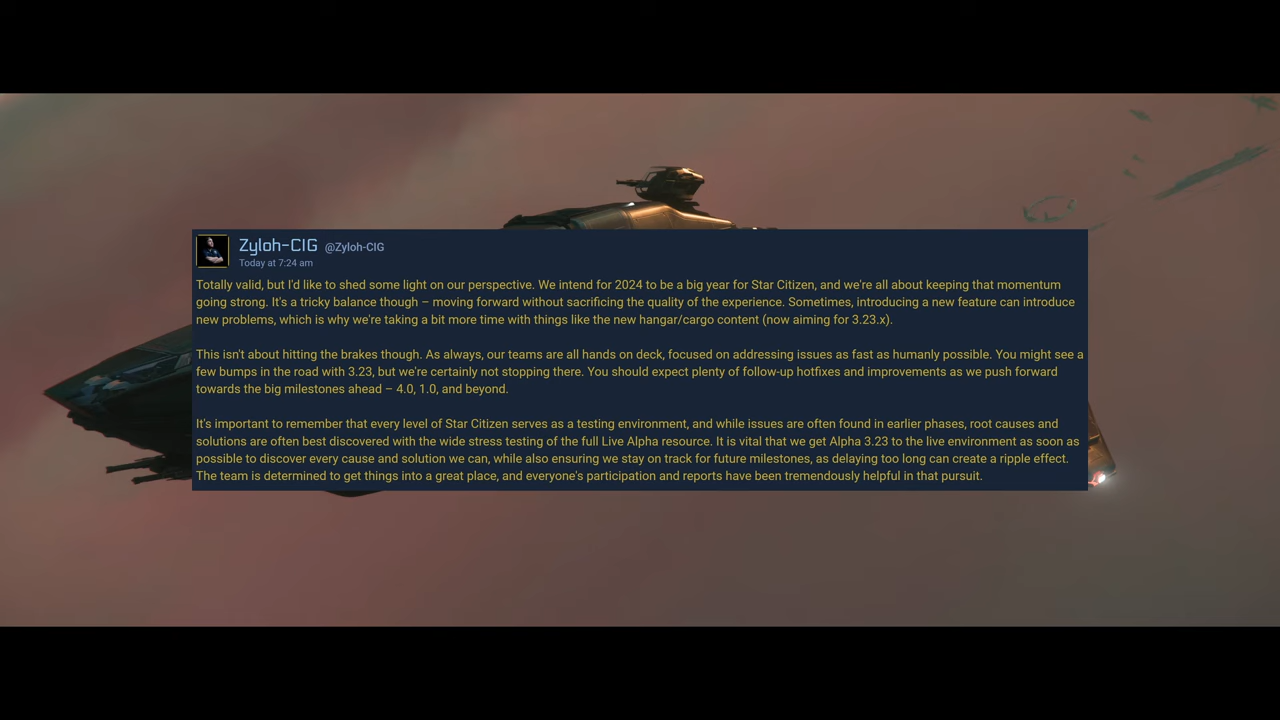 Zyloh-CIG @Zyloh-CIG
Today at 7:24 am
Totally valid, but I'd like to shed some light on our perspective. We intend for 2024 to be a big year for Star Citizen, and we're all about keeping that momentum
going strong. It's a tricky balance though – moving forward without sacrificing the quality of the experience. Sometimes, introducing a new feature can introduce
new problems, which is why we're taking a bit more time with things like the new hangar/cargo content (now aiming for 3.23.x).
This isn't about hitting the brakes though. As always, our teams are all hands on deck, focused on addressing issues as fast as humanly possible. You might see a
few bumps in the road with 3.23, but we're certainly not stopping there. You should expect plenty of follow-up hotfixes and improvements as we push forward
towards the big milestones ahead – 4.0, 1.0, and beyond.
It's important to remember that every level of Star Citizen serves as a testing environment, and while issues are often found in earlier phases, root causes and
solutions are often best discovered with the wide stress testing of the full Live Alpha resource. It is vital that we get Alpha 3.23 to the live environment as soon as
possible to discover every cause and solution we can, while also ensuring we stay on track for future milestones, as delaying too long can create a ripple effect.
The team is determined to get things into a great place, and everyone's participation and reports have been tremendously helpful in that pursuit.